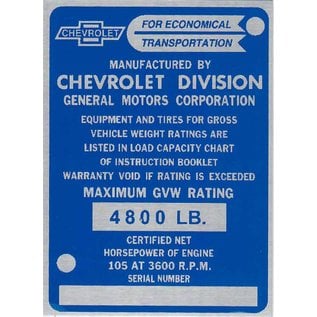 CHEVROLET
FOR ECONOMICAL
TRANSPORTATION
MANUFACTURED BY
CHEVROLET DIVISION
GENERAL MOTORS CORPORATION
EQUIPMENT AND TIRES FOR GROSS
VEHICLE WEIGHT RATINGS ARE
LISTED IN LOAD CAPACITY CHART
OF INSTRUCTION BOOKLET
WARRANTY VOID IF RATING IS EXCEEDED
MAXIMUM GVW RATING
4800 LB.
CERTIFIED NET
HORSEPOWER OF ENGINE
105 AT 3600 R.P.M.
SERIAL NUMBER